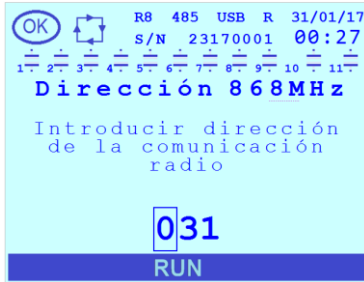 OK R8 485 USB R 31/01/17
S/N 23170001 00:27
1 2 3 4 5 6 7 8 9 10 11
Dirección 868MHz
Introducir dirección
de la comunicación
radio
031
RUN